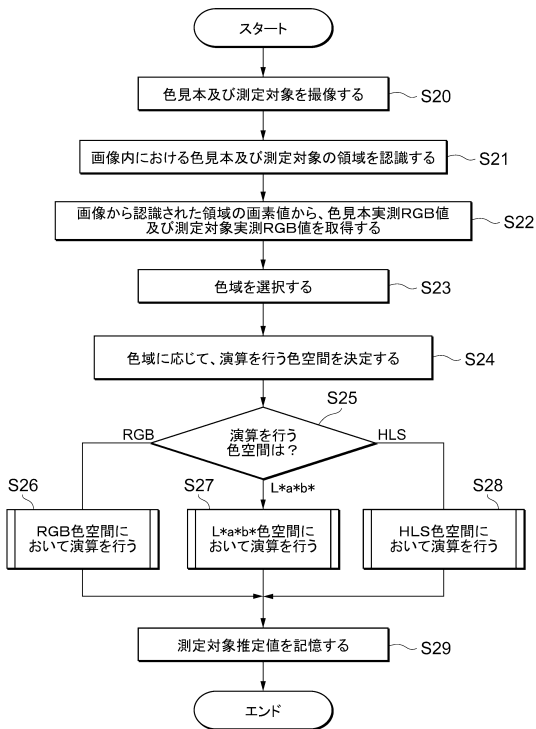 スタート
色見本及び測定対象を撮像する
S20
画像内における色見本及び測定対象の領域を認識する
S21
画像から認識された領域の画素値から、色見本実測RGB値
及び測定対象実測RGB値を取得する
S22
色域を選択する
S23
色域に応じて、演算を行う色空間を決定する
S24
S25
演算を行う
色空間は？
RGB
HLS
L*a*b*
S26
RGB色空間に
おいて演算を行う
S27
L*a*b*色空間に
おいて演算を行う
S28
HLS色空間に
おいて演算を行う
測定対象推定値を記憶する
S29
エンド